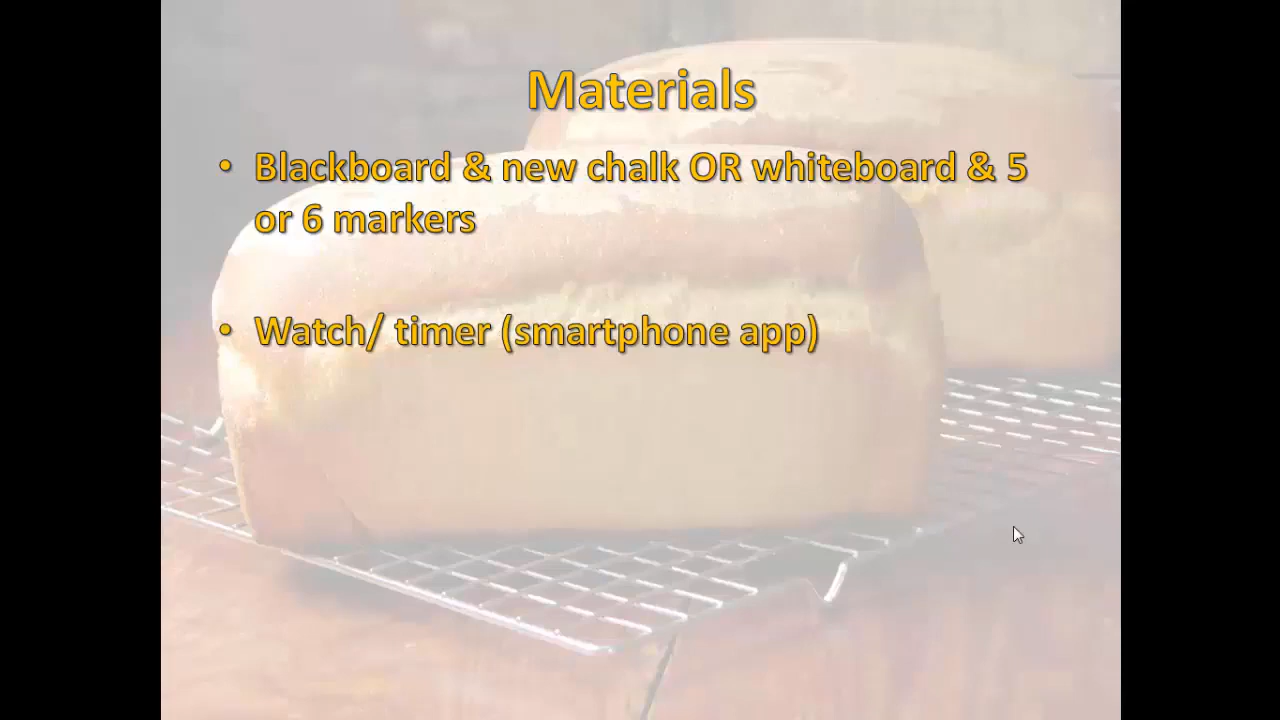 Materials
• Blackboard & new chalk OR whiteboard & 5
or 6 markers
• Watch/ timer (smartphone app)